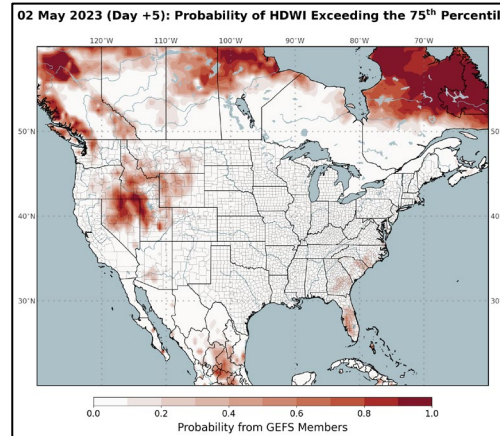 02 May 2023 (Day +5): Probability of HDWI Exceeding the 75th Percentil
120°W 110°W 100°W 90°W 80°W 70°W
50°N 50
40°N 40
30°N 30
0.0 0.2 0.4 0.6 0.8 1.0
Probability from GEFS Members